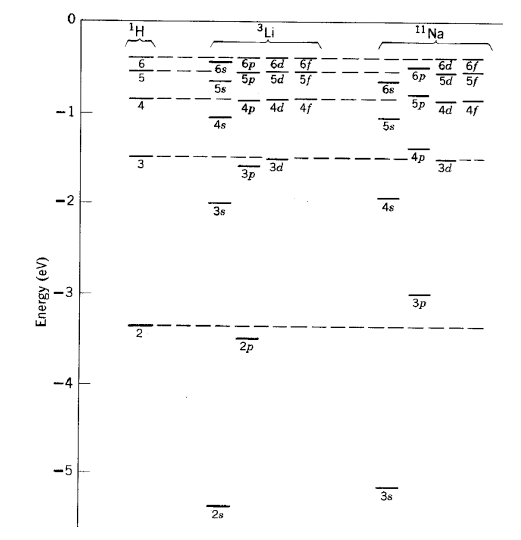 0
¹H ³Li ¹¹Na
6 6s 6p 6d 6f 6s 6p 6d 6f
5 5s 5p 5d 5f 5p 5d 5f
−1
4 4s 4p 4d 4f 5s 4d 4f
3 3p 3d 4p 3d
−2
3s 4s
Energy (eV)
−3
3p
2 2p
−4
−5
2s 3s